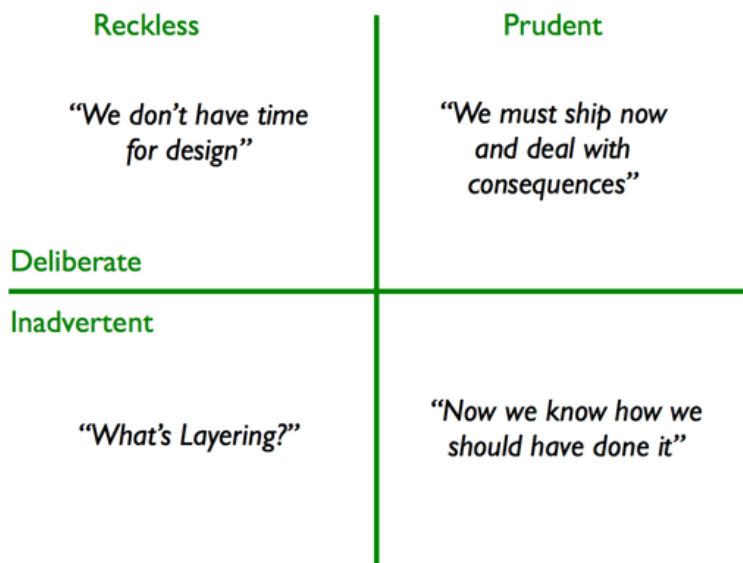 Reckless
Prudent
“We don’t have time
for design”
“We must ship now
and deal with
consequences”
Deliberate
Inadvertent
“What’s Layering?”
“Now we know how we
should have done it”